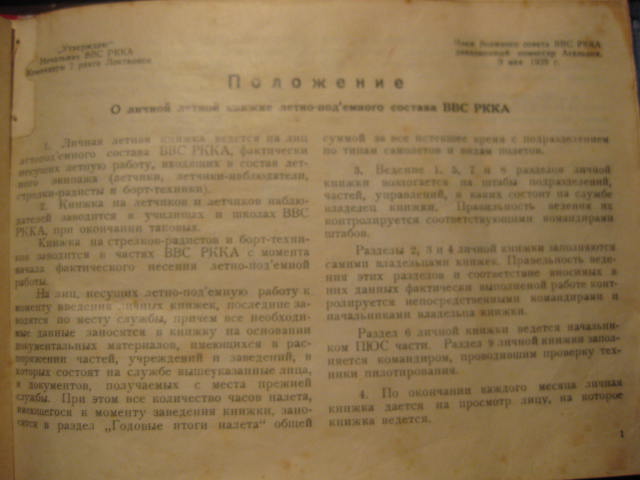 „Утверждаю"
Начальник ВВС РККА
Комкор 2 ранга Локтионов
Член Военного совета ВВС РККА
комиссар
9 мая 1939 г.
Положение
О личной летной книжке летно-под'емного состава ВВС РККА
1. Личная летная книжка ведется на лиц
летоподъемного состава ВВС РККА, фактически
несущих летную работу, входящих в состав лет-
ного экипажа (летчики, летчики-наблюдатели,
стрелки-радисты и борт-техники).
2. Книжка на летчиков и летчиков наблю-
дателей заводится в училищах и школах ВВС
РККА, при окончании таковых.
Книжка на стрелков-радистов и борт-техни-
ков заводится в частях ВВС РККА с момента
начала фактического несения летно-под'емной
работы.
На лиц, несущих летно-под'емную работу к
моменту введения личных книжек, последние за-
водятся по месту службы, причем все необходи-
мые данные заносятся в книжку на основании
документальных материалов, имеющихся в рас-
поряжении частей, учреждений и заведений, в
которых состоят на службе вышеуказанные лица,
и документов, получаемых с места прежней
службы. При этом все количество часов налета,
имеющегося к моменту заведения книжки, зано-
сится в раздел „Годовые итоги налета" общей
суммой за все истекшее время с подразделением
по типам самолетов и видам полетов.
3. Ведение 1, 5, 7 и 8 разделов личной
книжки возлагается на штабы подразделений,
частей, управлений, в каких состоит на службе
владелец книжки. Правильность ведения их
контролируется соответствующими командирами
штабов.
Разделы 2, 3 и 4 личной книжки заполняются
самими владельцами книжек. Правельность веде-
ния этих разделов и соответствие вносимых в
них данных фактически выполненой работе конт-
ролируется непосредственными командирами и
начальниками владельца книжки.
Раздел 6 личной книжки ведется начальни-
ком ПЮС части. Раздел 9 личной книжки запол-
няется командиром, проводившим проверку тех-
ники пилотирования.
4. По окончании каждого месяца личная
книжка дается на просмотр лицу, на которое
книжка ведется.
1